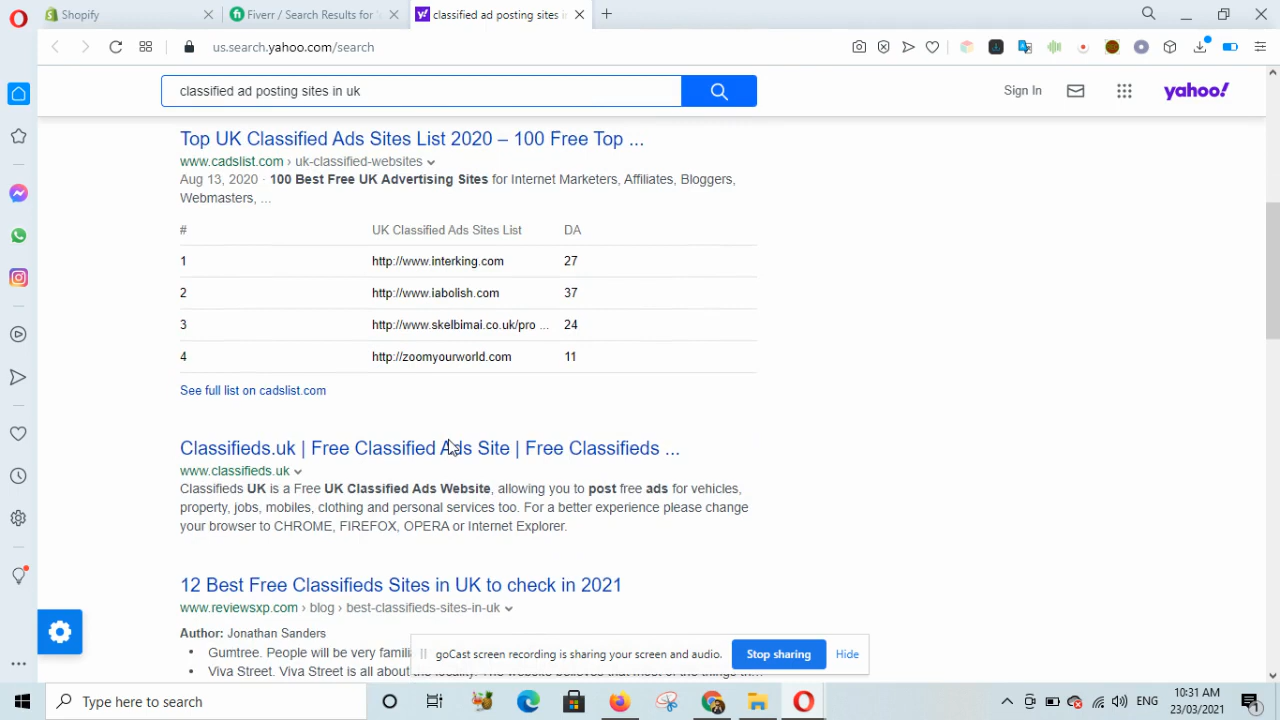 Shopify
Fiverr / Search Results for '
classified ad posting sites in
us.search.yahoo.com/search
classified ad posting sites in uk
Sign In
yahoo!
Top UK Classified Ads Sites List 2020 – 100 Free Top ...
www.cadslist.com › uk-classified-websites
Aug 13, 2020 · 100 Best Free UK Advertising Sites for Internet Marketers, Affiliates, Bloggers,
Webmasters, ...
# UK Classified Ads Sites List DA
1 http://www.interking.com 27
2 http://www.iabolish.com 37
3 http://www.skelbimai.co.uk/pro ... 24
4 http://zoomyourworld.com 11
See full list on cadslist.com
Classifieds.uk | Free Classified Ads Site | Free Classifieds ...
www.classifieds.uk
Classifieds UK is a Free UK Classified Ads Website, allowing you to post free ads for vehicles,
property, jobs, mobiles, clothing and personal services too. For a better experience please change
your browser to CHROME, FIREFOX, OPERA or Internet Explorer.
12 Best Free Classifieds Sites in UK to check in 2021
www.reviewsxp.com › blog › best-classifieds-sites-in-uk
Author: Jonathan Sanders
• Gumtree. People will be very famili
• Viva Street. Viva Street is all about the
goCast screen recording is sharing your screen and audio.
Stop sharing
Hide
Type here to search
ENG
10:31 AM
23/03/2021
1